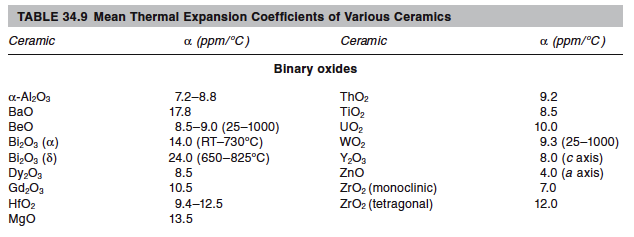 TABLE 34.9 Mean Thermal Expansion Coefficients of Various Ceramics
Ceramic α (ppm/°C) Ceramic α (ppm/°C)
Binary oxides
α-Al₂O₃ 7.2–8.8 ThO₂ 9.2
BaO 17.8 TiO₂ 8.5
BeO 8.5–9.0 (25–1000) UO₂ 10.0
Bi₂O₃ (α) 14.0 (RT–730°C) WO₂ 9.3 (25–1000)
Bi₂O₃ (δ) 24.0 (650–825°C) Y₂O₃ 8.0 (c axis)
Dy₂O₃ 8.5 ZnO 4.0 (a axis)
Gd₂O₃ 10.5 ZrO₂ (monoclinic) 7.0
HfO₂ 9.4–12.5 ZrO₂ (tetragonal) 12.0
MgO 13.5